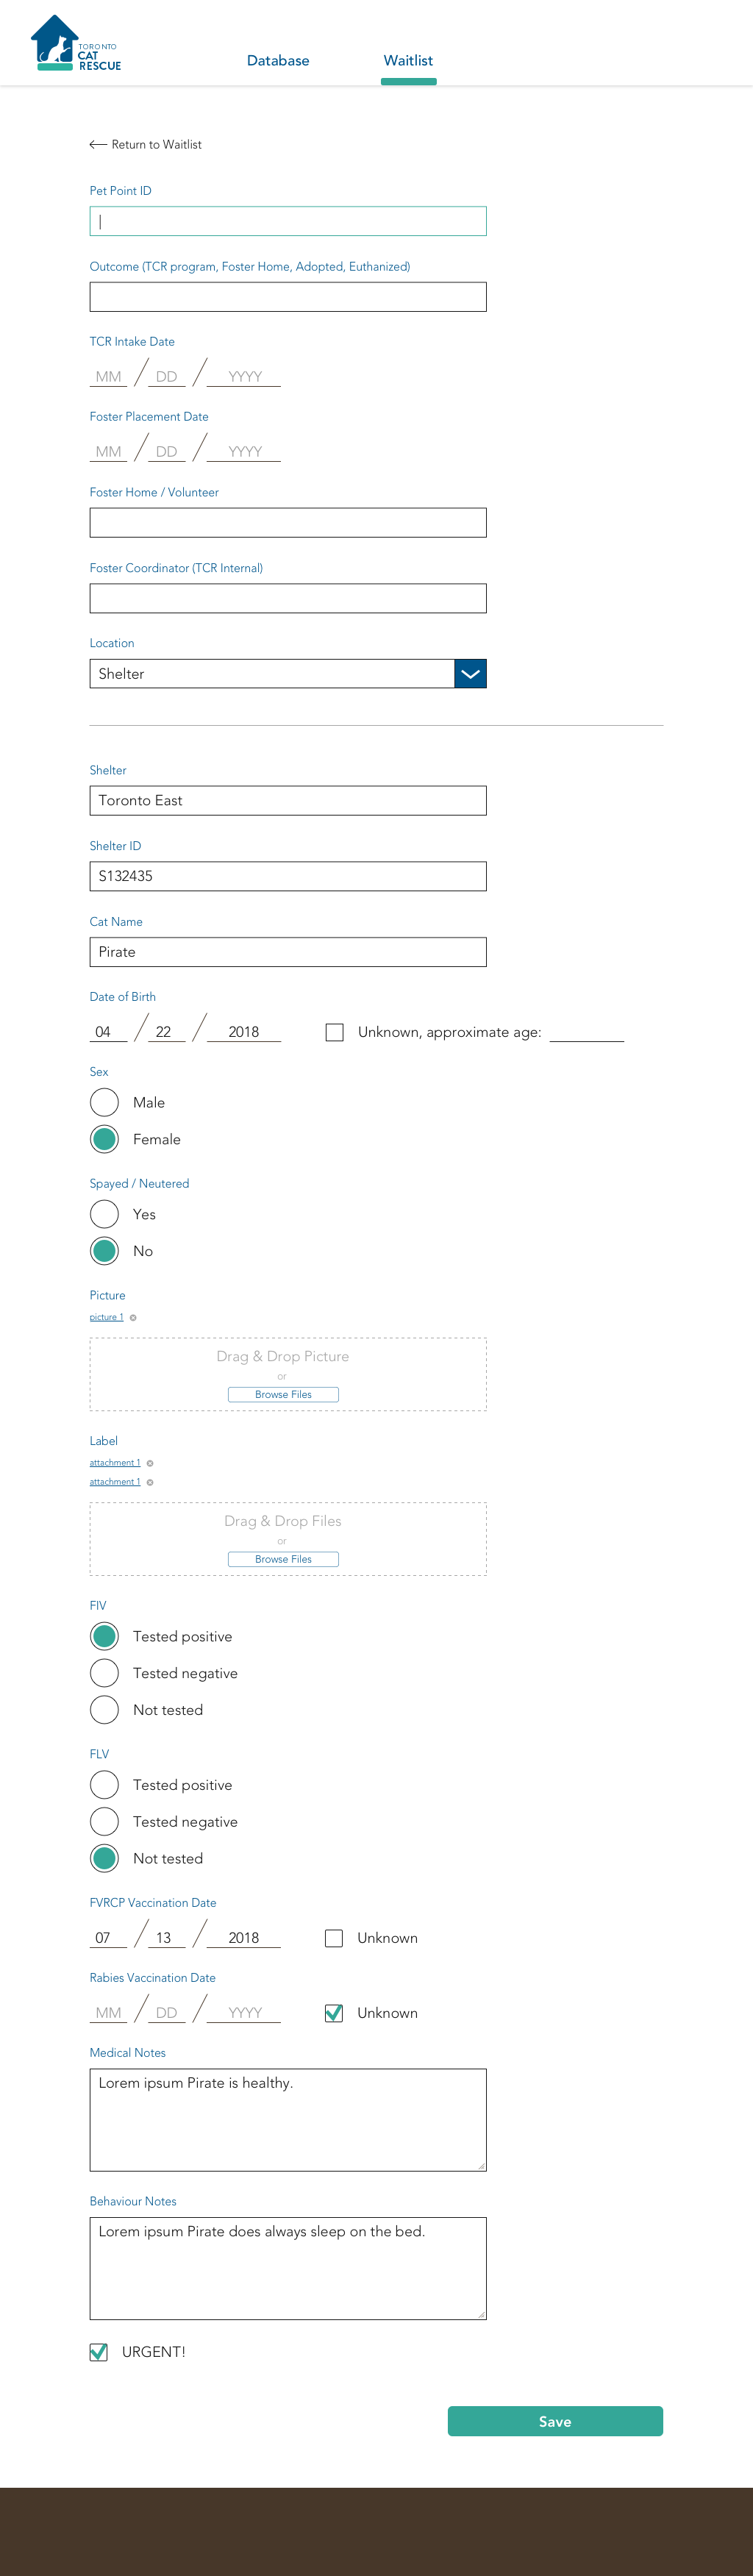 TORONTO
CAT
RESCUE
Database
Waitlist
Return to Waitlist
Pet Point ID
Outcome (TCR program, Foster Home, Adopted, Euthanized)
TCR Intake Date
MM / DD / YYYY
Foster Placement Date
MM / DD / YYYY
Foster Home / Volunteer
Foster Coordinator (TCR Internal)
Location
Shelter
Shelter
Toronto East
Shelter ID
S132435
Cat Name
Pirate
Date of Birth
04 / 22 / 2018 Unknown, approximate age:
Sex
Male
Female
Spayed / Neutered
Yes
No
Picture
picture 1
Drag & Drop Picture
or
Browse Files
Label
attachment 1
attachment 1
Drag & Drop Files
or
Browse Files
FIV
Tested positive
Tested negative
Not tested
FLV
Tested positive
Tested negative
Not tested
FVRCP Vaccination Date
07 / 13 / 2018 Unknown
Rabies Vaccination Date
MM / DD / YYYY Unknown
Medical Notes
Lorem ipsum Pirate is healthy.
Behaviour Notes
Lorem ipsum Pirate does always sleep on the bed.
URGENT!
Save